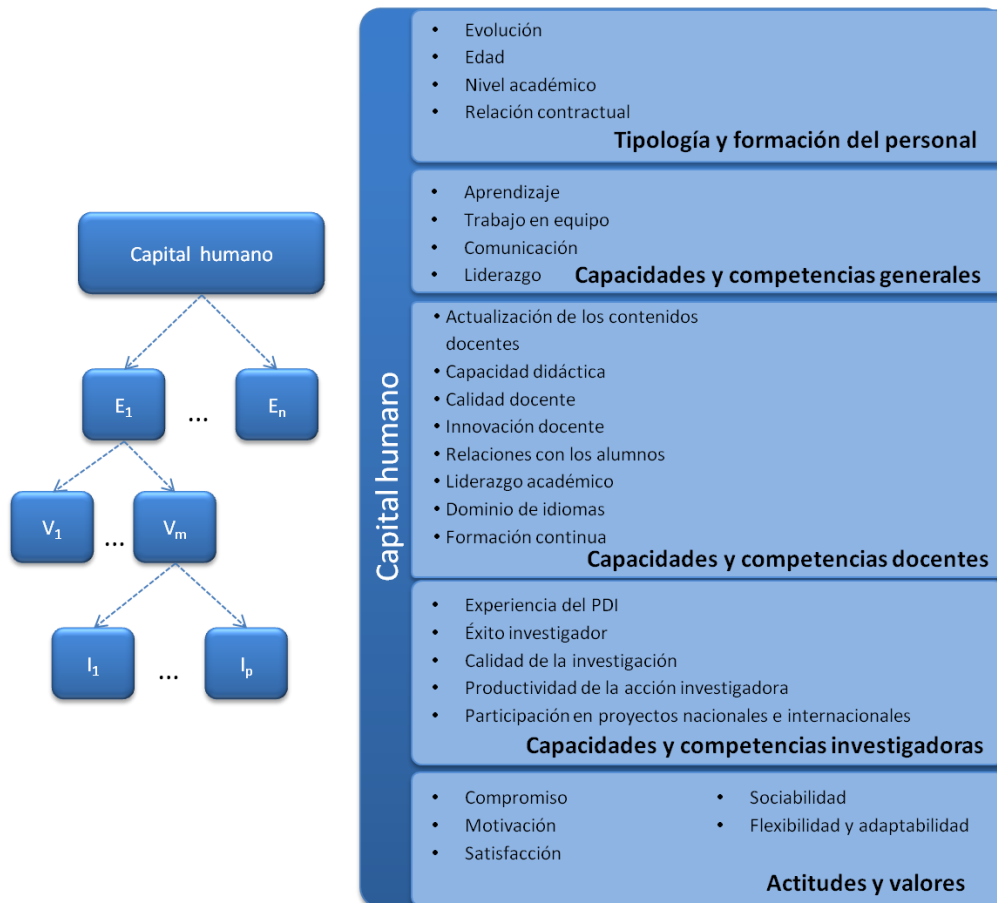 Capital humano
E1
...
En
V1
...
Vm
I1
...
Ip
Capital humano
• Evolución
• Edad
• Nivel académico
• Relación contractual
Tipología y formación del personal
• Aprendizaje
• Trabajo en equipo
• Comunicación
• Liderazgo
Capacidades y competencias generales
• Actualización de los contenidos
docentes
• Capacidad didáctica
• Calidad docente
• Innovación docente
• Relaciones con los alumnos
• Liderazgo académico
• Dominio de idiomas
• Formación continua
Capacidades y competencias docentes
• Experiencia del PDI
• Éxito investigador
• Calidad de la investigación
• Productividad de la acción investigadora
• Participación en proyectos nacionales e internacionales
Capacidades y competencias investigadoras
• Compromiso
• Motivación
• Satisfacción
• Sociabilidad
• Flexibilidad y adaptabilidad
Actitudes y valores